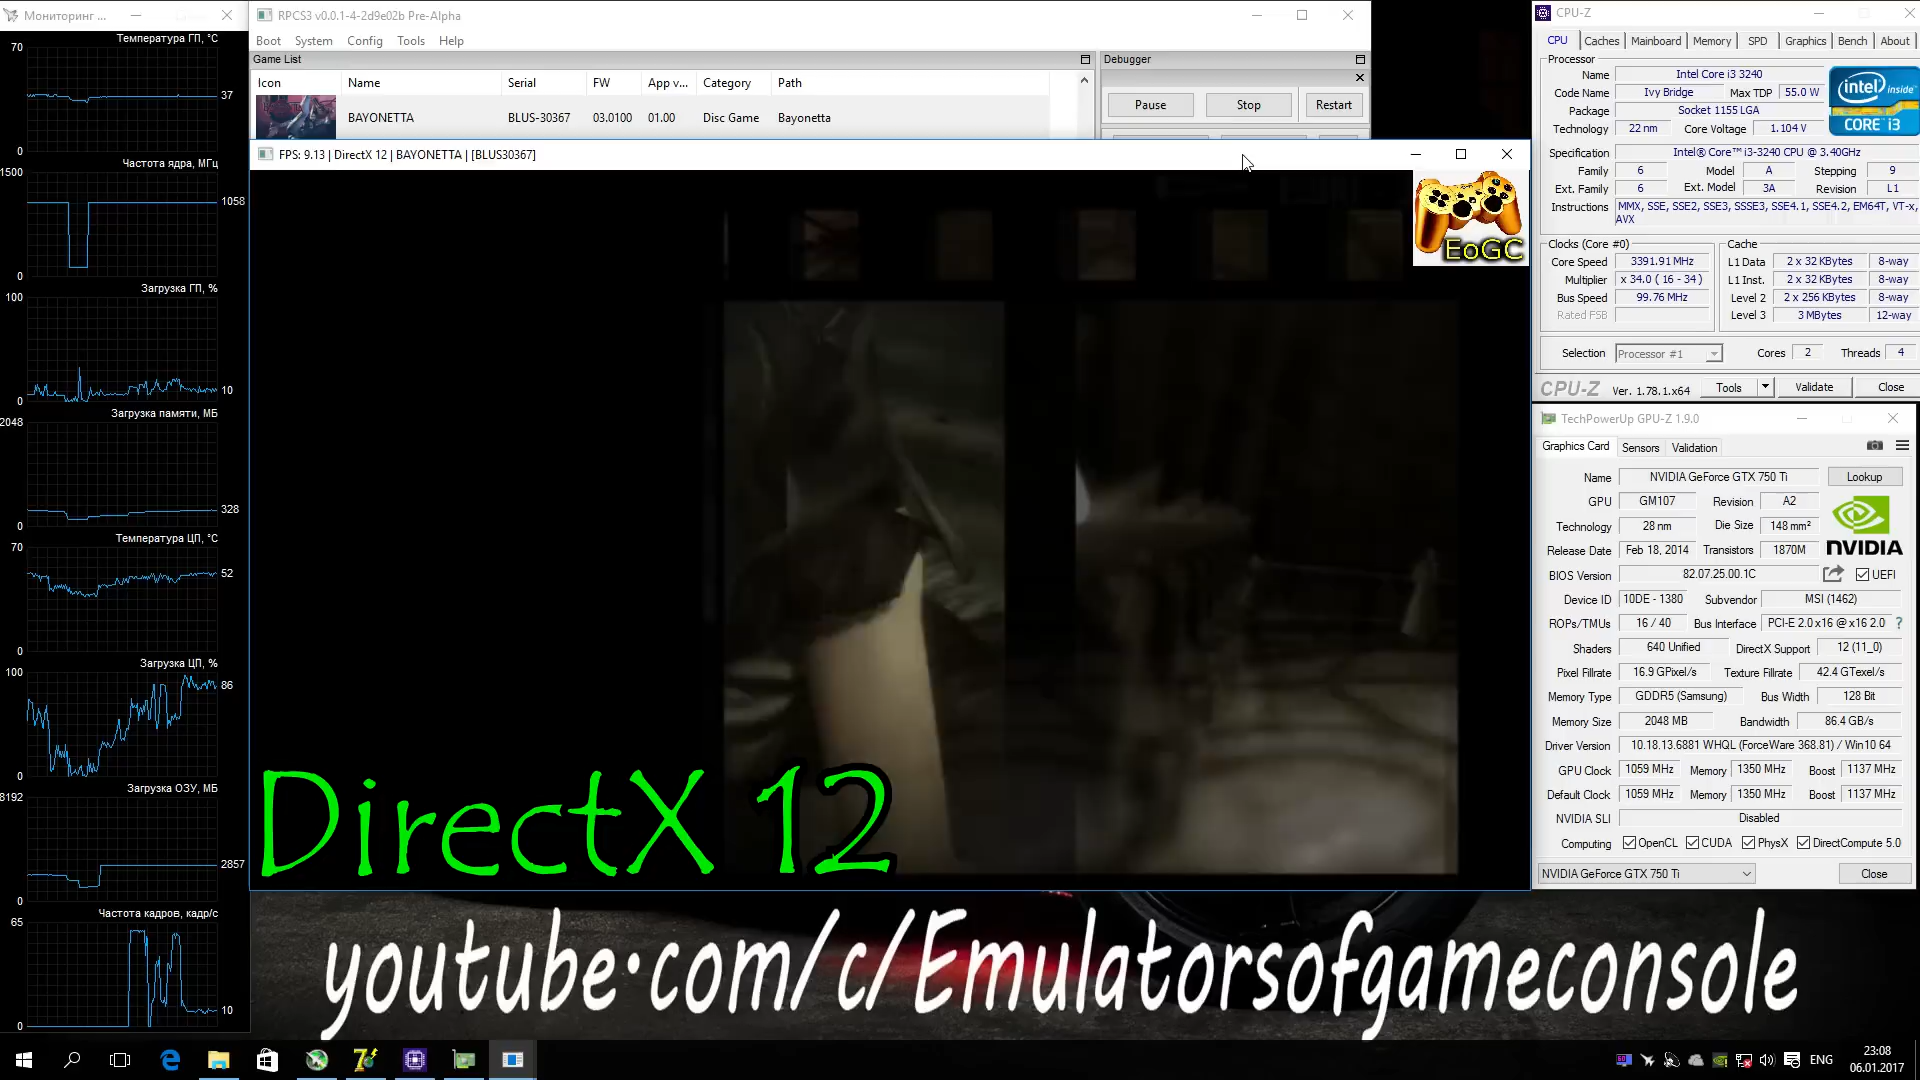 Мониторинг ...
Температура ГП, °C
70
37
0
Частота ядра, МГц
1500
1058
0
Загрузка ГП, %
100
10
0
Загрузка памяти, МБ
2048
328
0
Температура ЦП, °C
70
52
0
Загрузка ЦП, %
100
86
0
Загрузка ОЗУ, МБ
8192
2857
0
Частота кадров, кадр/с
65
10
0
RPCS3 v0.0.1-4-2d9e02b Pre-Alpha
Boot System Config Tools Help
Game List
Icon Name Serial FW App v... Category Path
BAYONETTA BLUS-30367 03.0100 01.00 Disc Game Bayonetta
Debugger
Pause Stop Restart
FPS: 9.13 | DirectX 12 | BAYONETTA | [BLUS30367]
EoGC
DirectX 12
youtube.com/c/Emulatorsofgameconsole
CPU-Z
CPU Caches Mainboard Memory SPD Graphics Bench About
Processor
Name Intel Core i3 3240
Code Name Ivy Bridge Max TDP 55.0 W
Package Socket 1155 LGA
Technology 22 nm Core Voltage 1.104 V
intel inside
CORE i3
Specification Intel® Core™ i3-3240 CPU @ 3.40GHz
Family 6 Model A Stepping 9
Ext. Family 6 Ext. Model 3A Revision L1
Instructions MMX, SSE, SSE2, SSE3, SSSE3, SSE4.1, SSE4.2, EM64T, VT-x,
AVX
Clocks (Core #0) Cache
Core Speed 3391.91 MHz L1 Data 2 x 32 KBytes 8-way
Multiplier x 34.0 ( 16 - 34 ) L1 Inst. 2 x 32 KBytes 8-way
Bus Speed 99.76 MHz Level 2 2 x 256 KBytes 8-way
Rated FSB Level 3 3 MBytes 12-way
Selection Processor #1 Cores 2 Threads 4
CPU-Z Ver. 1.78.1.x64 Tools Validate Close
TechPowerUp GPU-Z 1.9.0
Graphics Card Sensors Validation
Name NVIDIA GeForce GTX 750 Ti Lookup
GPU GM107 Revision A2
Technology 28 nm Die Size 148 mm²
Release Date Feb 18, 2014 Transistors 1870M
NVIDIA
BIOS Version 82.07.25.00.1C UEFI
Device ID 10DE - 1380 Subvendor MSI (1462)
ROPs/TMUs 16 / 40 Bus Interface PCI-E 2.0 x16 @ x16 2.0 ?
Shaders 640 Unified DirectX Support 12 (11_0)
Pixel Fillrate 16.9 GPixel/s Texture Fillrate 42.4 GTexel/s
Memory Type GDDR5 (Samsung) Bus Width 128 Bit
Memory Size 2048 MB Bandwidth 86.4 GB/s
Driver Version 10.18.13.6881 WHQL (ForceWare 368.81) / Win10 64
GPU Clock 1059 MHz Memory 1350 MHz Boost 1137 MHz
Default Clock 1059 MHz Memory 1350 MHz Boost 1137 MHz
NVIDIA SLI Disabled
Computing OpenCL CUDA PhysX DirectCompute 5.0
NVIDIA GeForce GTX 750 Ti Close
ENG
23:08
06.01.2017